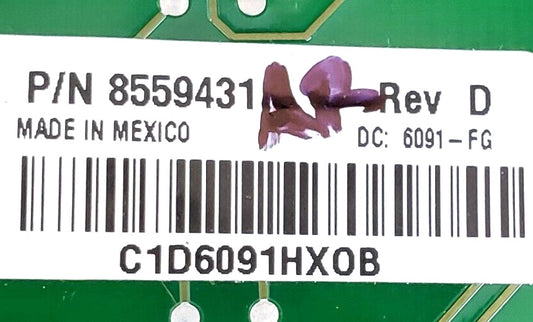 P/N 8559431 Rev D
MADE IN MEXICO DC: 6091-FG
C1D6091HXOB